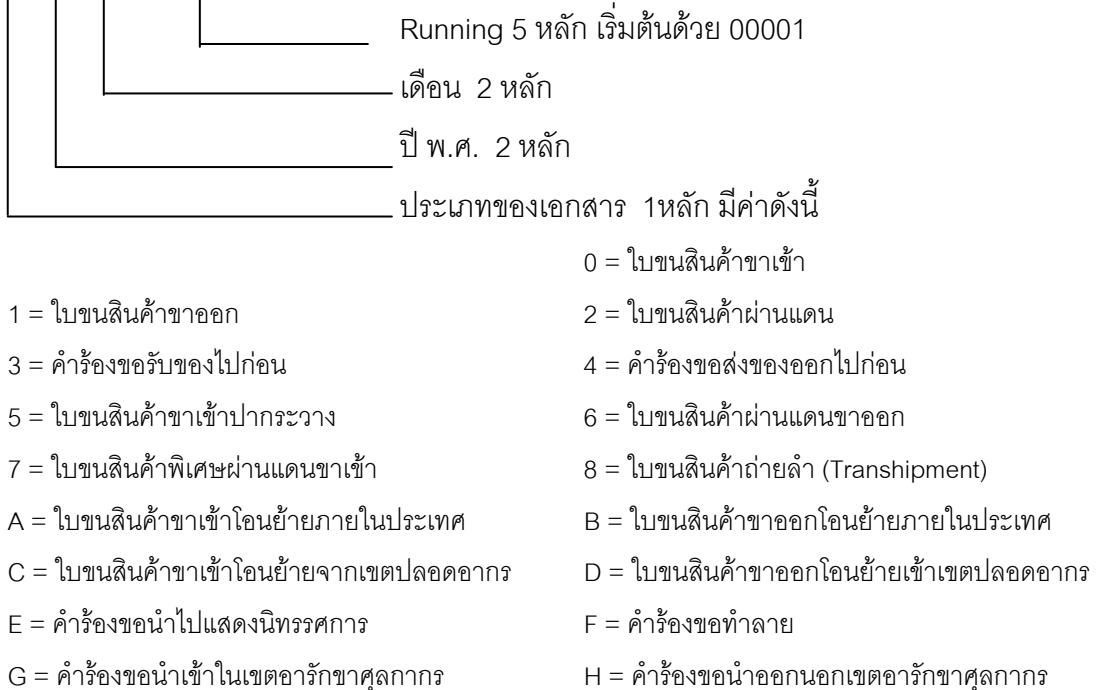 Running 5 หลัก เริ่มต้นด้วย 00001
เดือน 2 หลัก
ปี พ.ศ. 2 หลัก
ประเภทของเอกสาร 1หลัก มีค่าดังนี้
0 = ใบขนสินค้าขาเข้า
1 = ใบขนสินค้าขาออก 2 = ใบขนสินค้าผ่านแดน
3 = คำร้องขอรับของไปก่อน 4 = คำร้องขอส่งของออกไปก่อน
5 = ใบขนสินค้าขาเข้าปากระวาง 6 = ใบขนสินค้าผ่านแดนขาออก
7 = ใบขนสินค้าพิเศษผ่านแดนขาเข้า 8 = ใบขนสินค้าถ่ายลำ (Transhipment)
A = ใบขนสินค้าขาเข้าโอนย้ายภายในประเทศ B = ใบขนสินค้าขาออกโอนย้ายภายในประเทศ
C = ใบขนสินค้าขาเข้าโอนย้ายจากเขตปลอดอากร D = ใบขนสินค้าขาออกโอนย้ายเข้าเขตปลอดอากร
E = คำร้องขอนำไปแสดงนิทรรศการ F = คำร้องขอทำลาย
G = คำร้องขอนำเข้าในเขตอารักขาศุลกากร H = คำร้องขอนำออกนอกเขตอารักขาศุลกากร